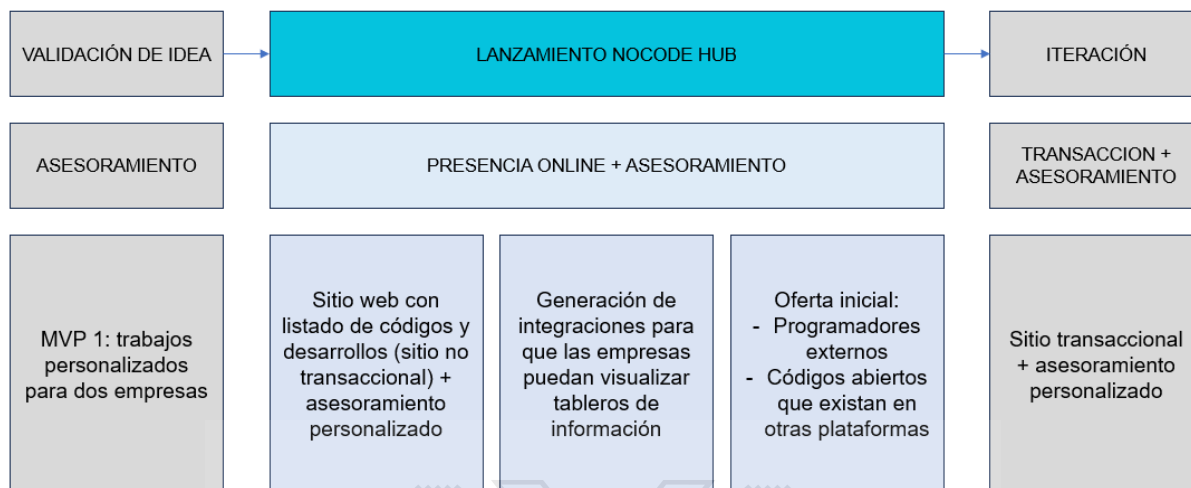 VALIDACIÓN DE IDEA
LANZAMIENTO NOCODE HUB
ITERACIÓN
ASESORAMIENTO
PRESENCIA ONLINE + ASESORAMIENTO
TRANSACCION +
ASESORAMIENTO
MVP 1: trabajos
personalizados
para dos empresas
Sitio web con
listado de códigos y
desarrollos (sitio no
transaccional) +
asesoramiento
personalizado
Generación de
integraciones para
que las empresas
puedan visualizar
tableros de
información
Oferta inicial:
- Programadores
externos
- Códigos abiertos
que existan en
otras plataformas
Sitio transaccional
+ asesoramiento
personalizado